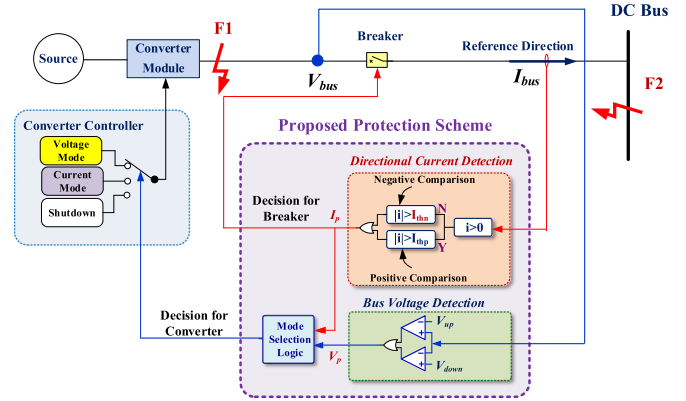 DC Bus
F1
Breaker
Reference Direction
Source
Converter
Module
V_bus
I_bus
F2
Converter Controller
Voltage
Mode
Current
Mode
Shutdown
Proposed Protection Scheme
Directional Current Detection
Negative Comparison
Decision for
Breaker
I_p
|i|>I_thn
N
i>0
|i|>I_thp
Y
Positive Comparison
Bus Voltage Detection
Decision for
Converter
Mode
Selection
Logic
V_p
V_up
V_down
− + − +